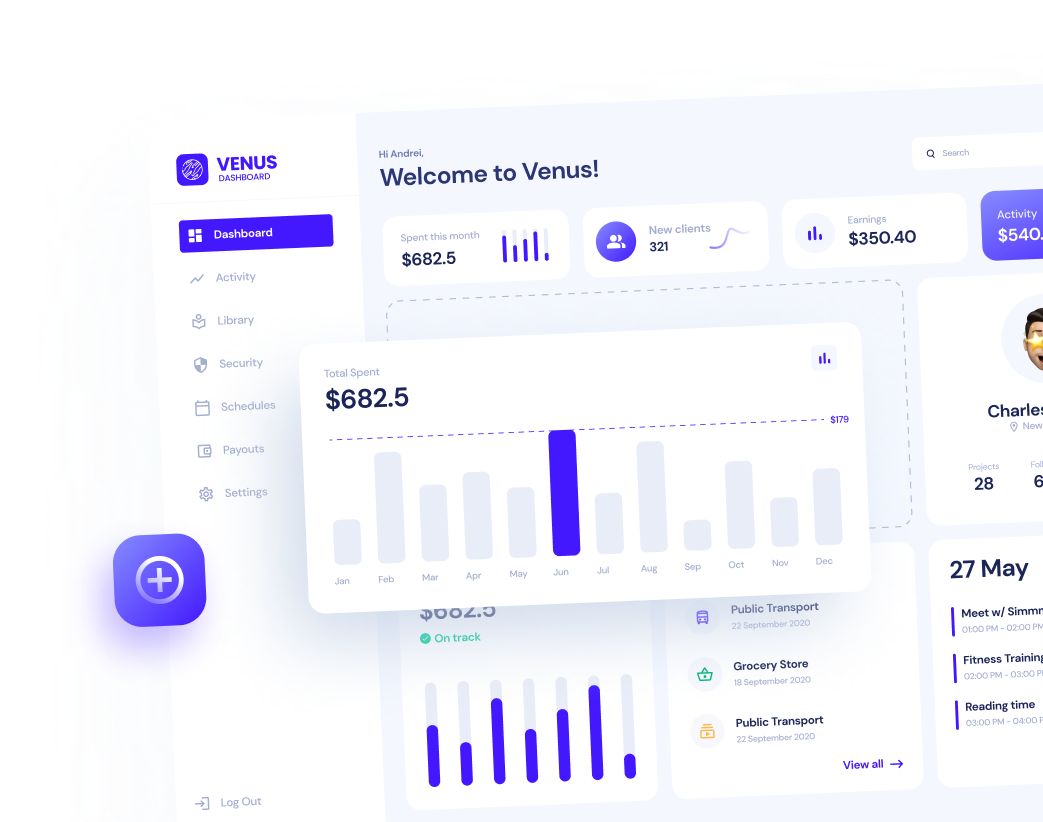 VENUS
DASHBOARD
Dashboard
Activity
Library
Security
Schedules
Payouts
Settings
Log Out
Hi Andrei,
Welcome to Venus!
Search
Spent this month
$682.5
New clients
321
Earnings
$350.40
Activity
$540.
Total Spent
$682.5
$179
Jan Feb Mar Apr May Jun Jul Aug Sep Oct Nov Dec
Charles
New
Projects
28
6
$682.5
On track
Public Transport
22 September 2020
Grocery Store
18 September 2020
Public Transport
22 September 2020
View all
27 May
Meet w/ Simmm
01:00 PM - 02:00 PM
Fitness Training
02:00 PM - 03:00 PM
Reading time
03:00 PM - 04:00 P